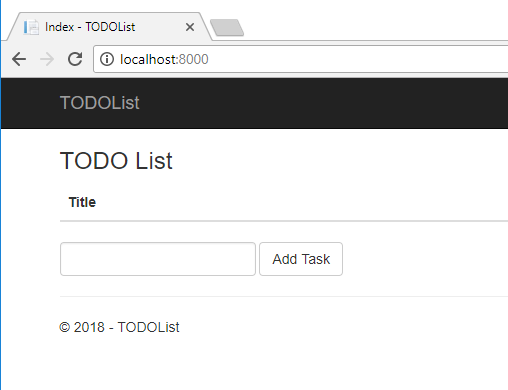 Index - TODOList
localhost:8000
TODOList
TODO List
Title
Add Task
© 2018 - TODOList